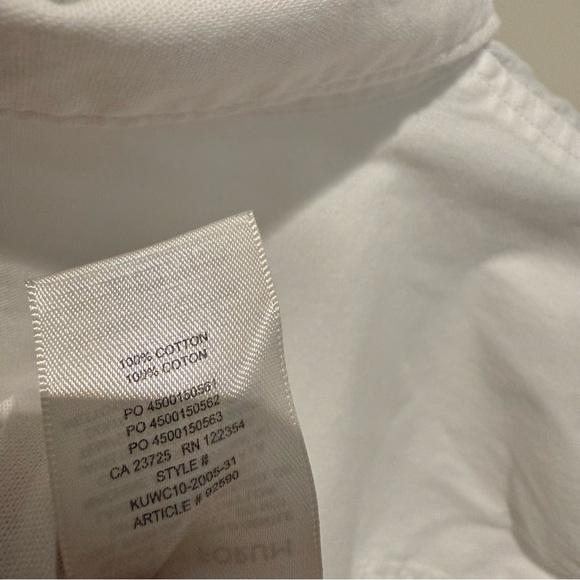 100% COTTON
100% COTON
PO 4500150561
PO 4500150562
PO 4500150563
CA 23725 RN 122354
STYLE #
KUWC10-2005-31
ARTICLE # 92590
FORUM